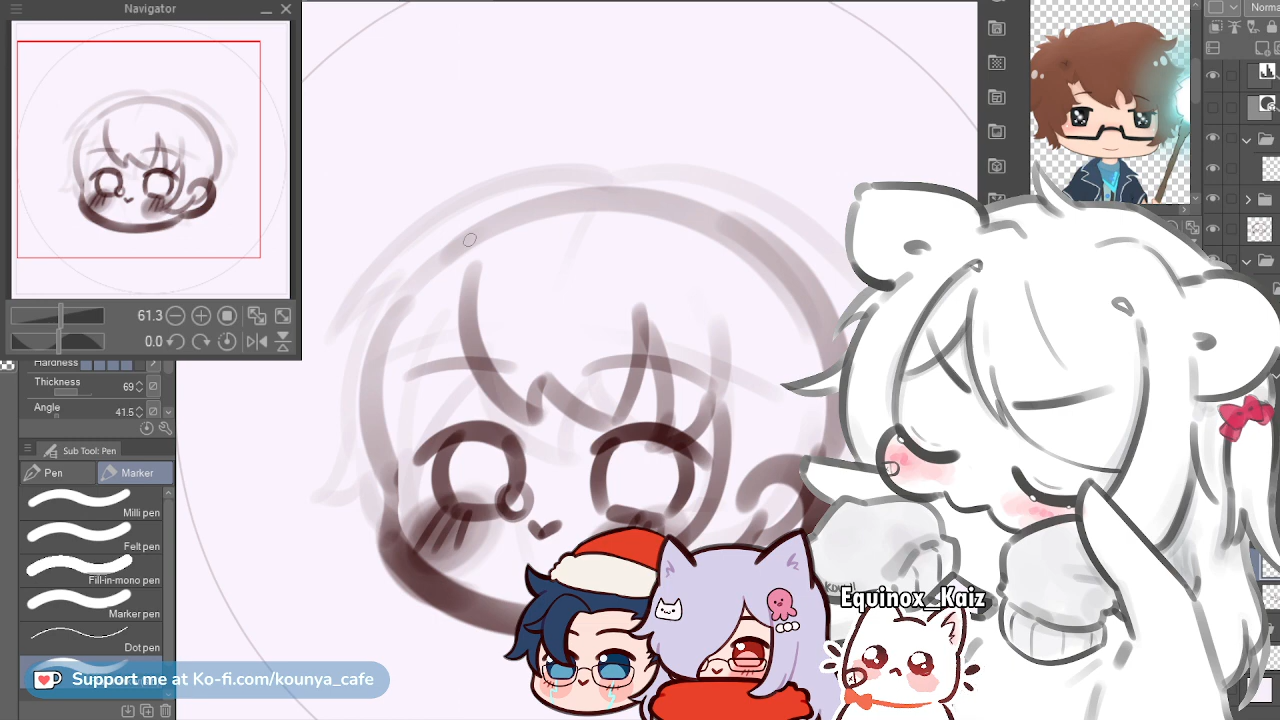 Navigator
Norma
61.3
0.0
Hardness
Thickness 69
Angle 41.5
Sub Tool: Pen
Pen Marker
Milli pen
Felt pen
Fill-in-mono pen
Marker pen
Dot pen
Equinox_Kaiz
Support me at Ko-fi.com/kounya_cafe